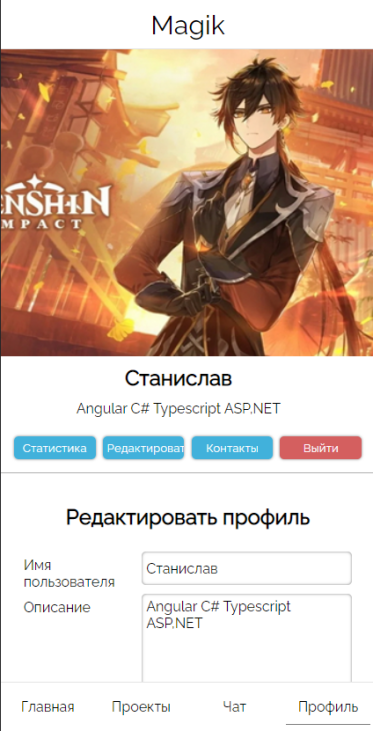 Magik
ENSHIN
MPACT
Станислав
Angular C# Typescript ASP.NET
Статистика Редактироват Контакты Выйти
Редактировать профиль
Имя Станислав
пользователя
Описание Angular C# Typescript
ASP.NET
Главная Проекты Чат Профиль